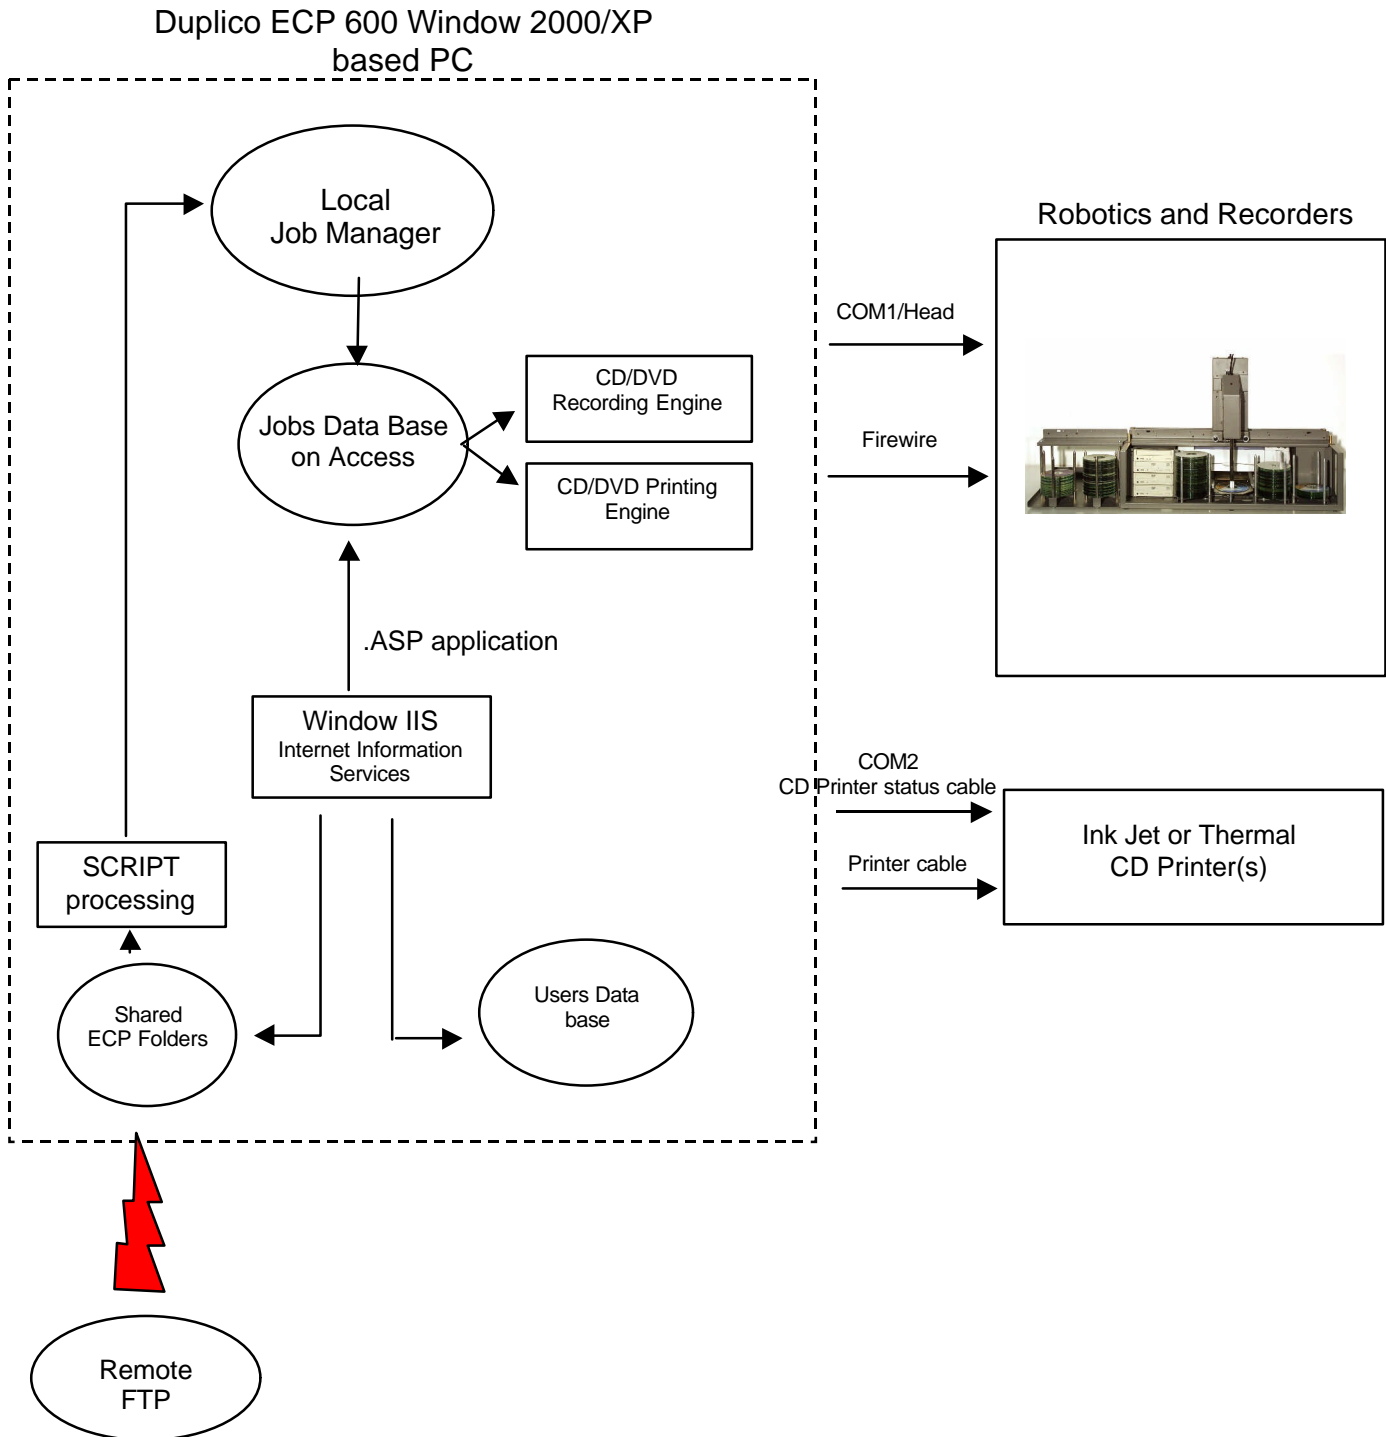 Duplico ECP 600 Window 2000/XP
based PC
Local
Job Manager
Robotics and Recorders
COM1/Head
Firewire
CD/DVD
Recording Engine
Jobs Data Base
on Access
CD/DVD Printing
Engine
.ASP application
Window IIS
Internet Information
Services
COM2
CD Printer status cable
Printer cable
Ink Jet or Thermal
CD Printer(s)
SCRIPT
processing
Shared
ECP Folders
Users Data
base
Remote
FTP